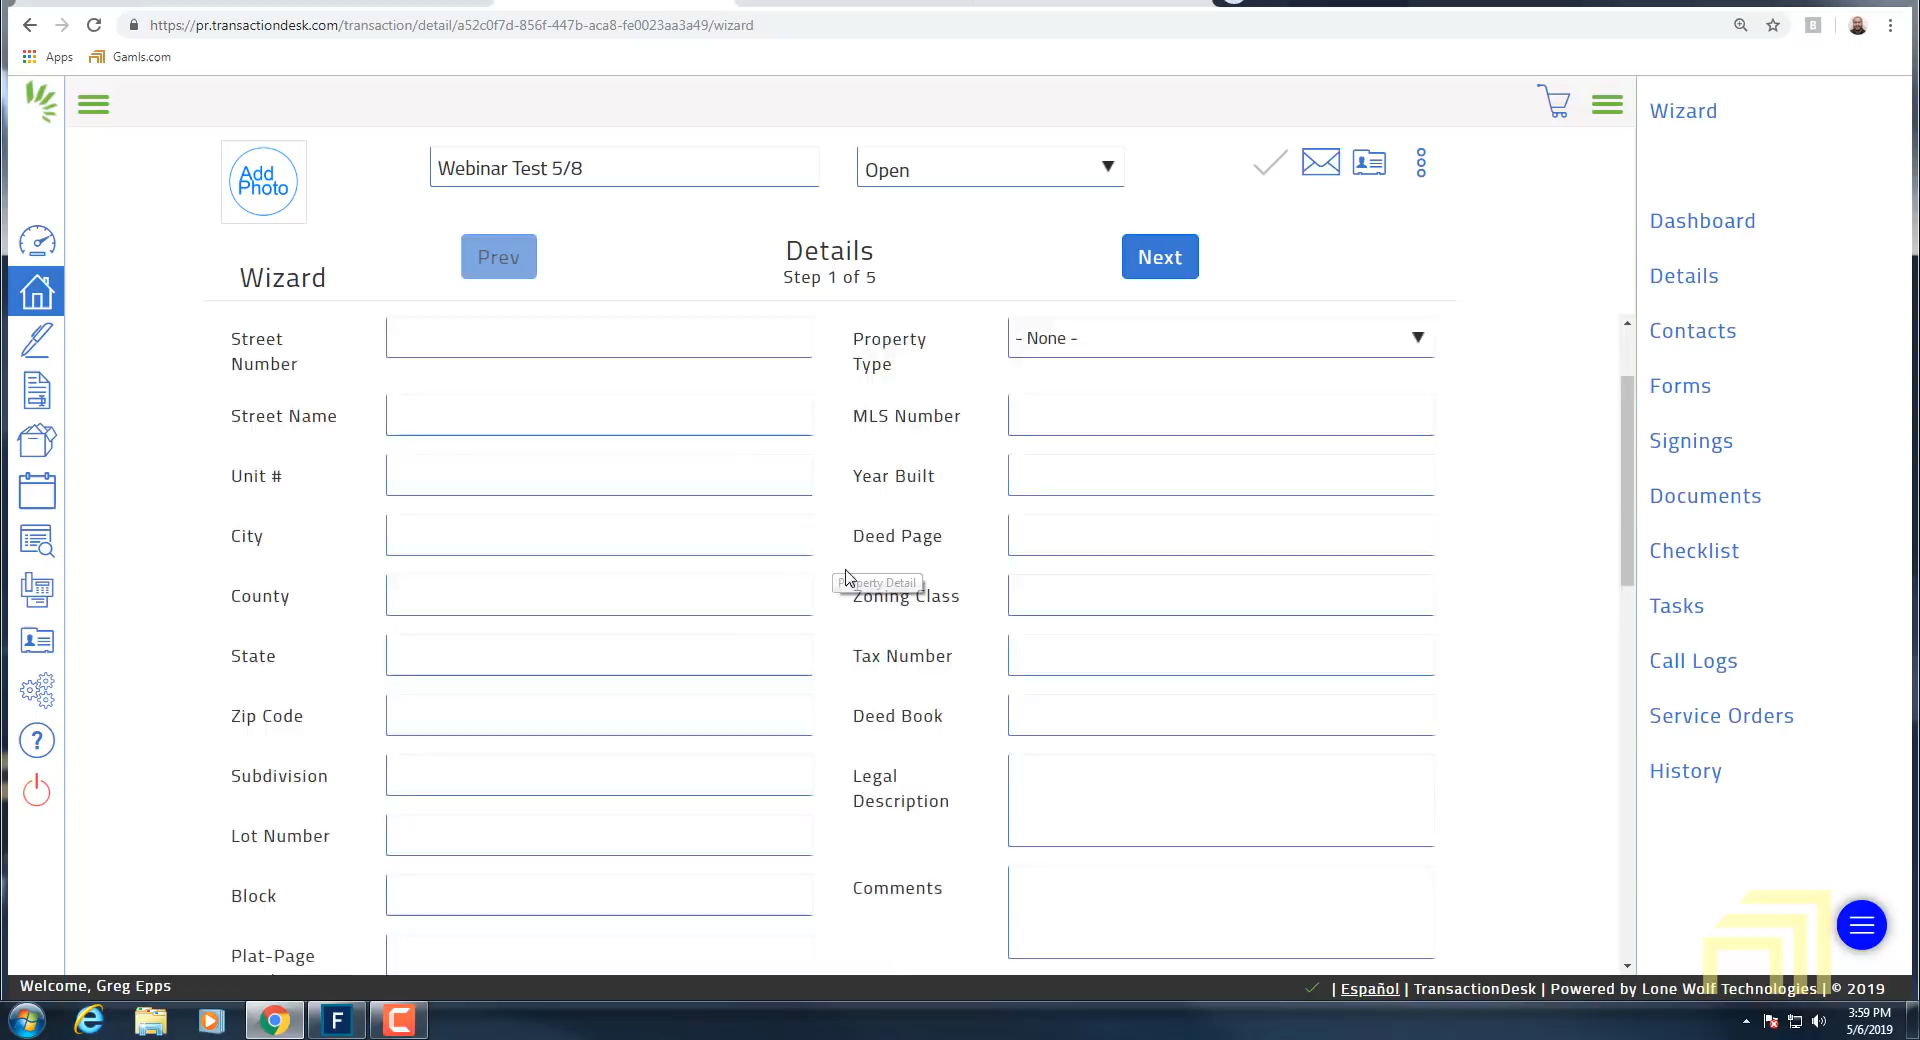 https://pr.transactiondesk.com/transaction/detail/a52c0f7d-856f-447b-aca8-fe0023aa3a49/wizard
B
Apps
Gamls.com
Wizard
Add
Photo
Webinar Test 5/8
Open
Dashboard
Details
Contacts
Forms
Signings
Documents
Checklist
Tasks
Call Logs
Service Orders
History
Wizard
Prev
Details
Step 1 of 5
Next
Street
Number
Property
Type
- None -
Street Name
MLS Number
Unit #
Year Built
City
Deed Page
Property Detail
County
Zoning Class
State
Tax Number
Zip Code
Deed Book
Subdivision
Legal
Description
Lot Number
Block
Comments
Plat-Page
?
Welcome, Greg Epps
| Español | TransactionDesk | Powered by Lone Wolf Technologies | © 2019
F
C
3:59 PM
5/6/2019